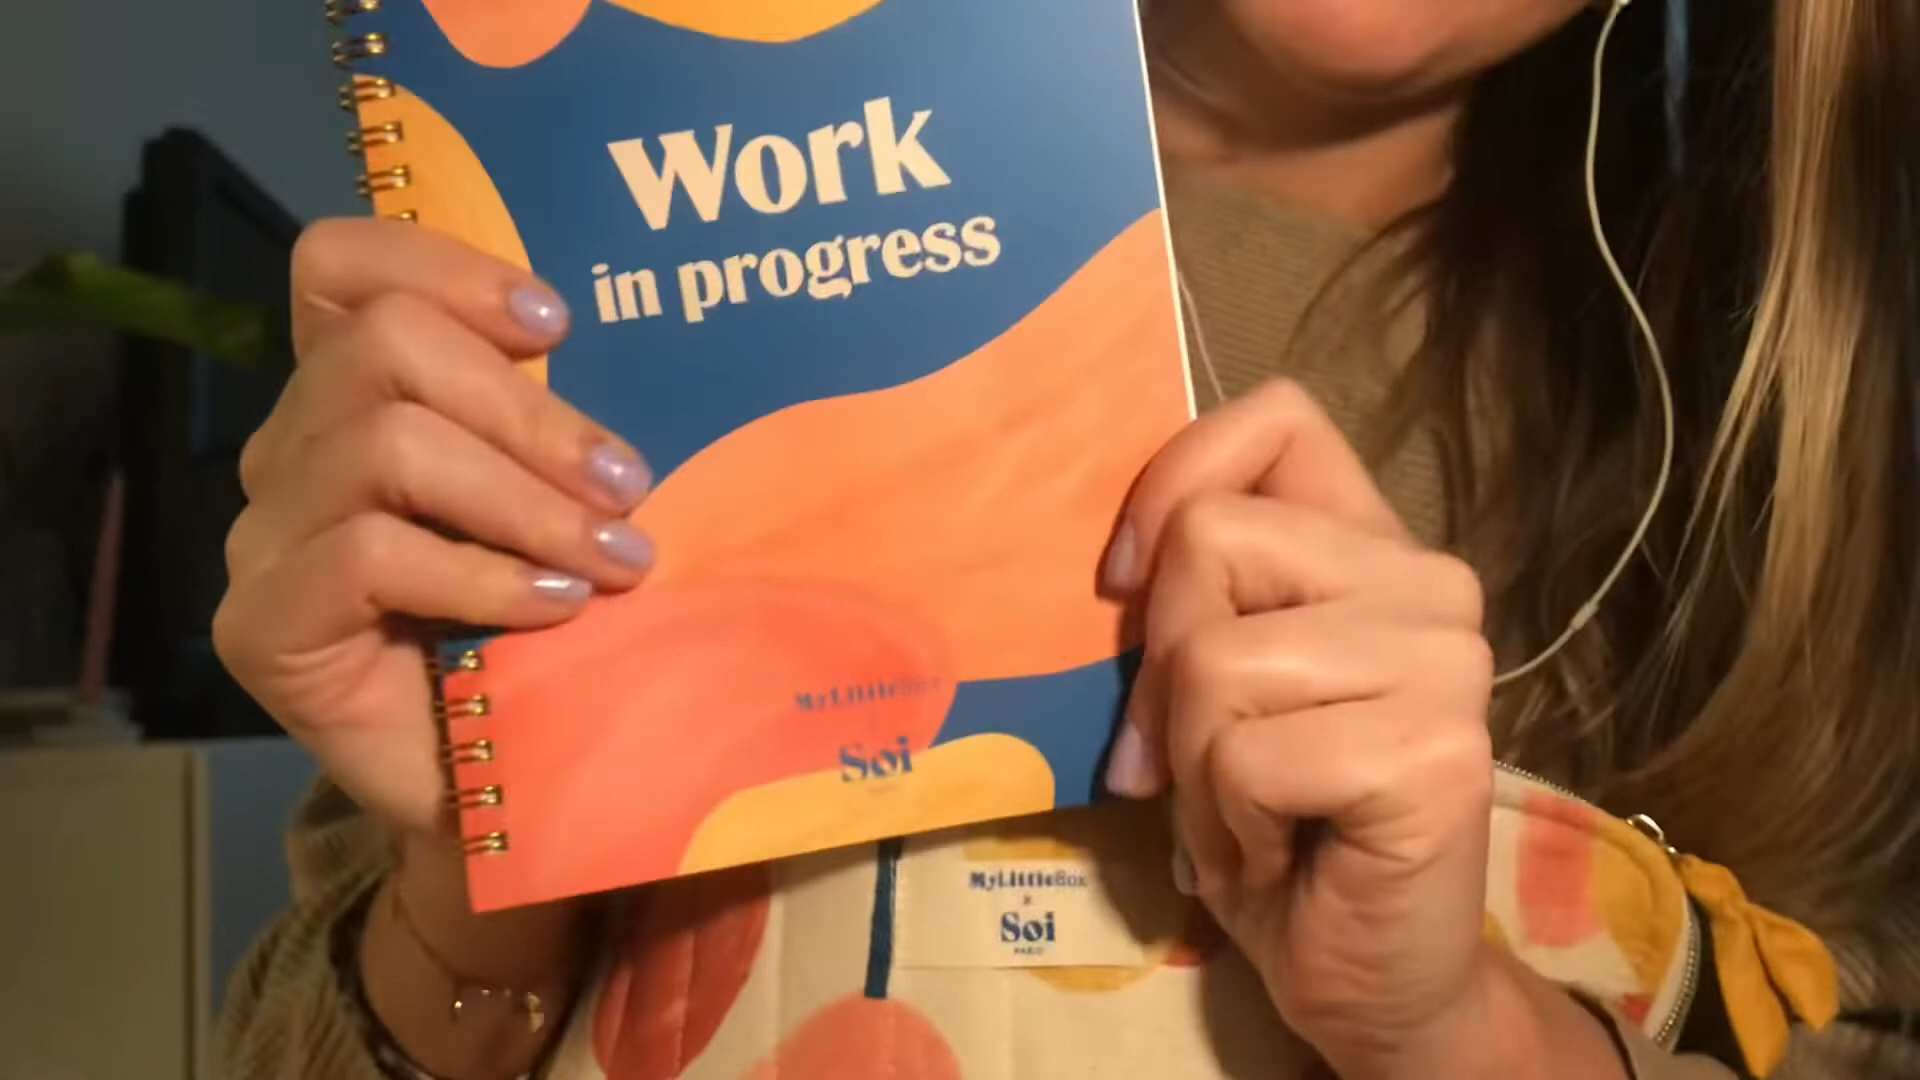 Work
in progress
MyLittleBox
Soi
MyLittleBox
x
Soi
PARIS